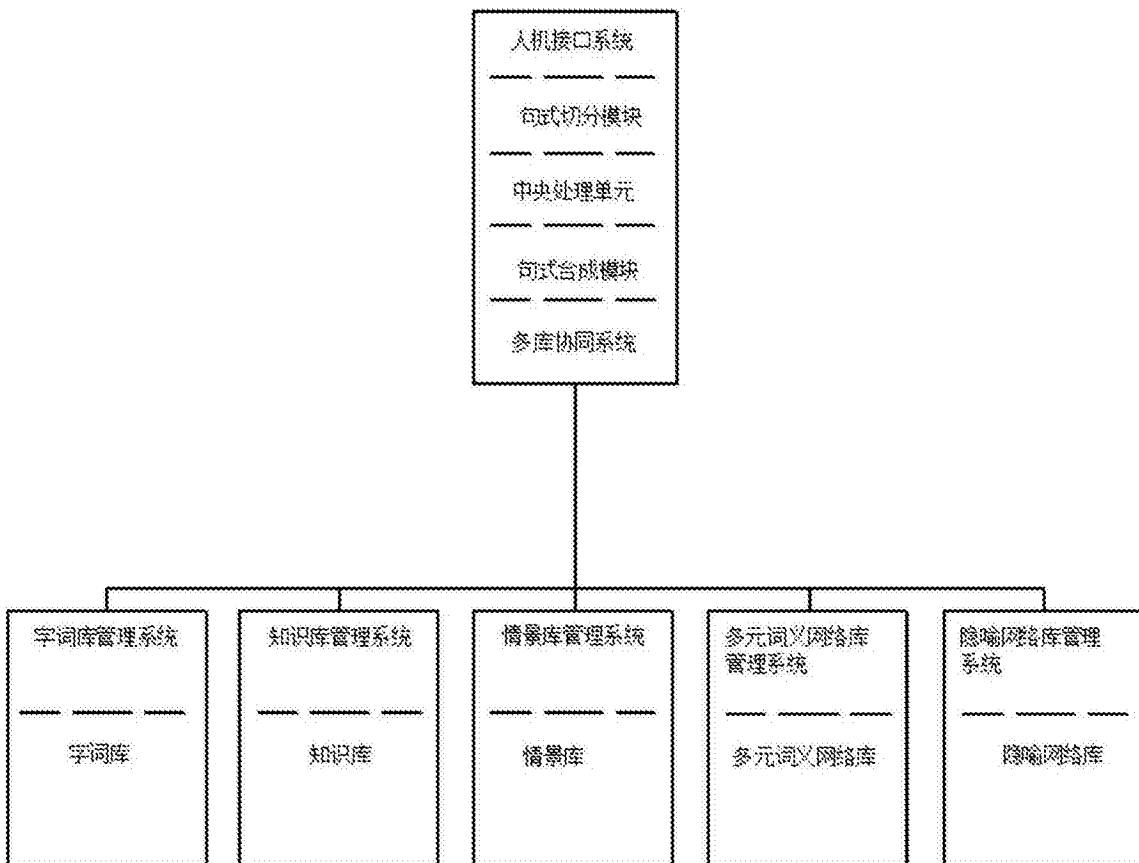 人机接口系统
句式切分模块
中央处理单元
句式台成模块
多库协同系统
字词库管理系统
字词库
知识库管理系统
知识库
情景库管理系统
情景库
多元词义网络库
管理系统
多元词义网络库
隐喻网络库管理
系统
隐喻网络库